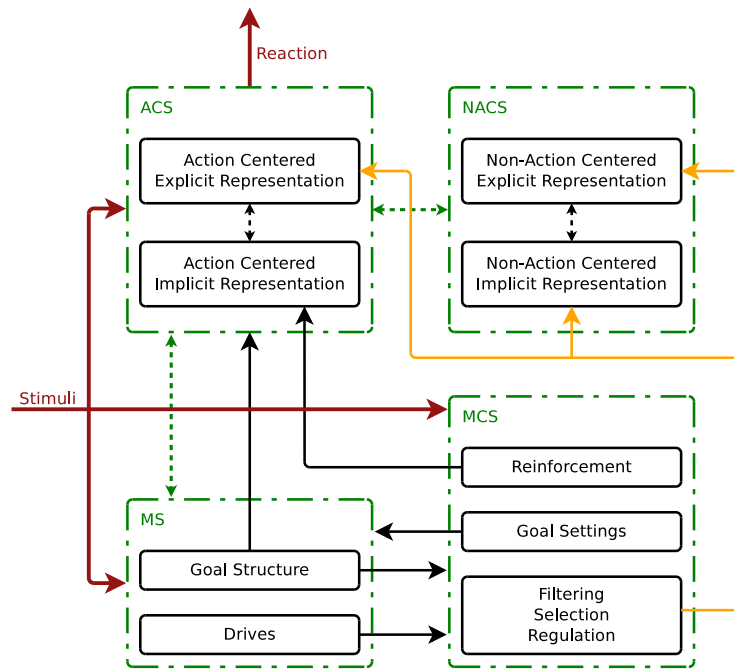 Reaction
ACS
Action Centered
Explicit Representation
Action Centered
Implicit Representation
NACS
Non-Action Centered
Explicit Representation
Non-Action Centered
Implicit Representation
Stimuli
MCS
Reinforcement
Goal Settings
Filtering
Selection
Regulation
MS
Goal Structure
Drives